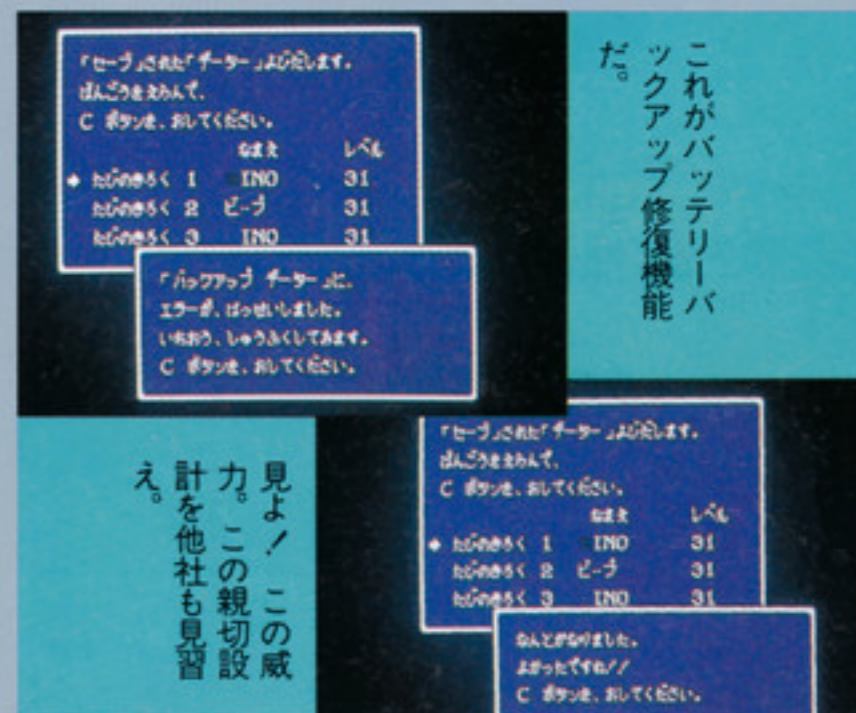 「セーブ」された「データー」よびだします。
ばんごうをえらんで、
C ボタンを、おしてください。
なまえ レベル
たびのきろく 1 INO 31
たびのきろく 2 ビーブ 31
たびのきろく 3 INO 31
「バックアップ データー」に、
エラーが、はっせいしました。
いちおう、しゅうふくしてみます。
C ボタンを、おしてください。
これがバッテリーバ
ックアップ修復機能
だ。
見よ！ この威
力。この親切設
計を他社も見習
え。
「セーブ」された「データー」よびだします。
ばんごうをえらんで、
C ボタンを、おしてください。
なまえ レベル
たびのきろく 1 INO 31
たびのきろく 2 ビーブ 31
たびのきろく 3 INO 31
なんとかなりました。
よかったですね！！
C ボタンを、おしてください。